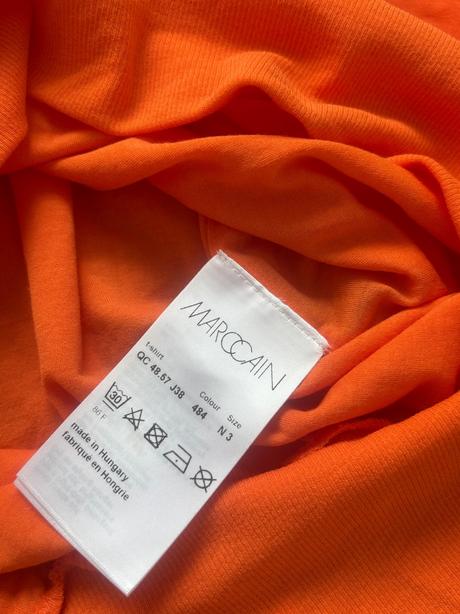 MARCCAIN
t-shirt Colour Size
QC 48.57 J38 484 N 3
30
86 F
made in Hungary
fabriqué en Hongrie